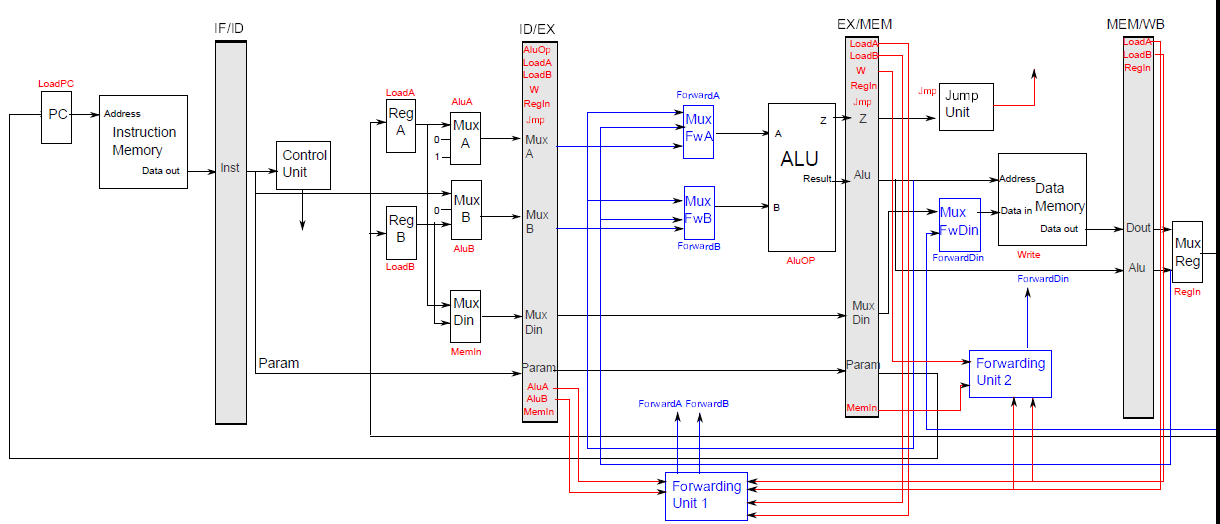 IF/ID
ID/EX
EX/MEM
MEM/WB
LoadPC
PC
Address
Instruction
Memory
Data out
Inst
Control
Unit
Param
LoadA
Reg
A
AluA
Mux
A
0
1
Reg
B
LoadB
Mux
B
0
AluB
Mux
Din
MemIn
AluOp
LoadA
LoadB
W
RegIn
Jmp
Mux
A
Mux
B
Mux
Din
Param
AluA
AluB
MemIn
ForwardA
Mux
FwA
Mux
FwB
ForwardB
A
B
ALU
Z
Result
AluOP
ForwardA
ForwardB
Forwarding
Unit 1
LoadA
LoadB
W
RegIn
Jmp
Z
Alu
Mux
Din
Param
MemIn
Jmp
Jump
Unit
Mux
FwDin
ForwardDin
Address
Data
Memory
Data in
Data out
Write
ForwardDin
Forwarding
Unit 2
LoadA
LoadB
RegIn
Dout
Alu
Mux
Reg
RegIn